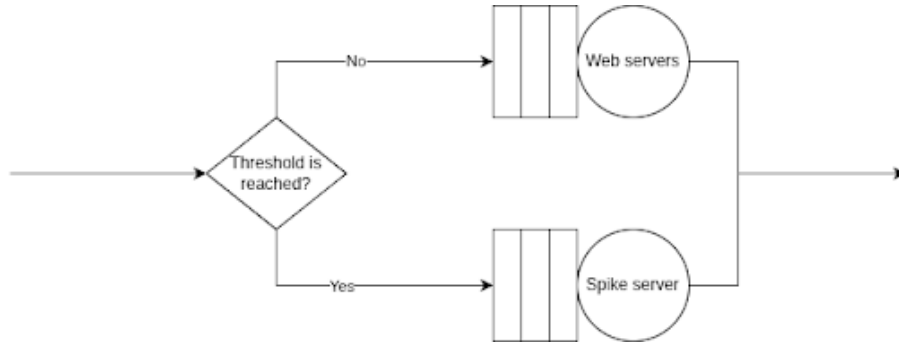 No
Web servers
Threshold is
reached?
Yes
Spike server